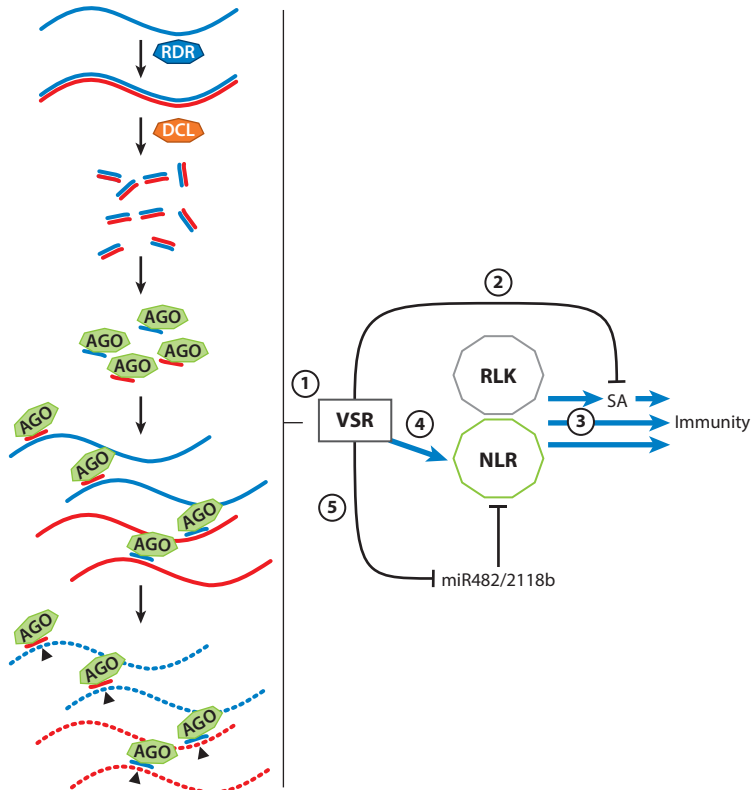 RDR
DCL
AGO
AGO
AGO
AGO
AGO
AGO
AGO
AGO
AGO
AGO
AGO
AGO
1
2
RLK
SA
VSR
4
3
Immunity
NLR
5
miR482/2118b